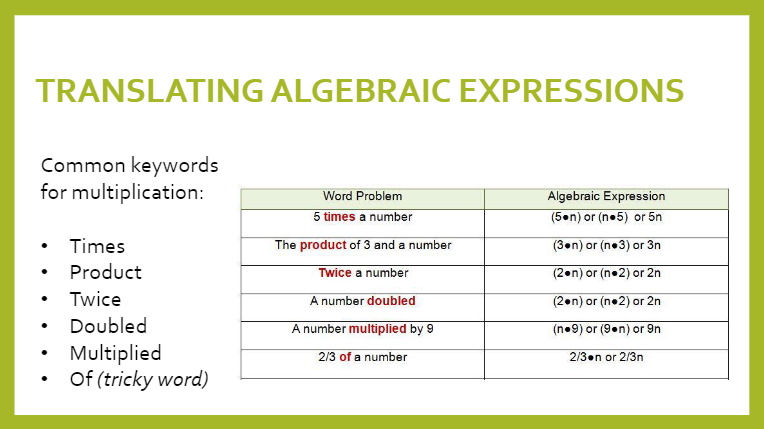 TRANSLATING ALGEBRAIC EXPRESSIONS
Common keywords
for multiplication:
• Times
• Product
• Twice
• Doubled
• Multiplied
• Of (tricky word)
Word Problem Algebraic Expression
5 times a number (5●n) or (n●5) or 5n
The product of 3 and a number (3●n) or (n●3) or 3n
Twice a number (2●n) or (n●2) or 2n
A number doubled (2●n) or (n●2) or 2n
A number multiplied by 9 (n●9) or (9●n) or 9n
2/3 of a number 2/3●n or 2/3n